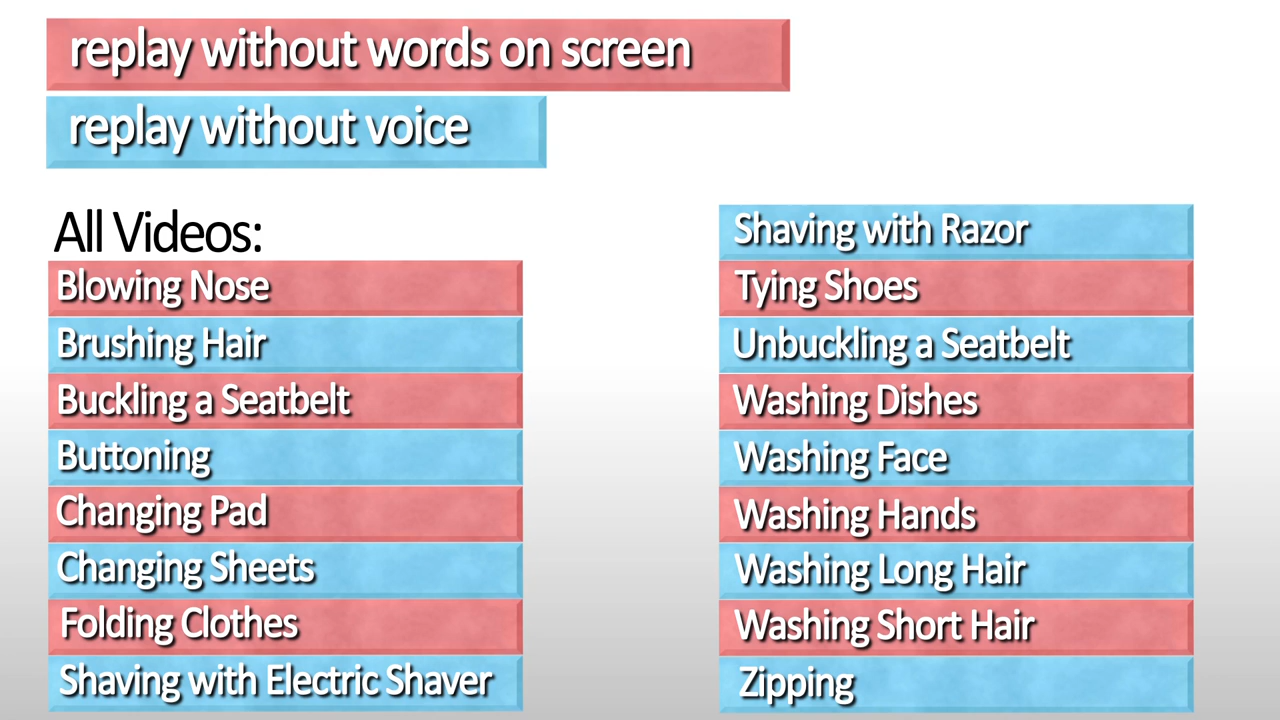 replay without words on screen
replay without voice
All Videos:
Blowing Nose
Brushing Hair
Buckling a Seatbelt
Buttoning
Changing Pad
Changing Sheets
Folding Clothes
Shaving with Electric Shaver
Shaving with Razor
Tying Shoes
Unbuckling a Seatbelt
Washing Dishes
Washing Face
Washing Hands
Washing Long Hair
Washing Short Hair
Zipping